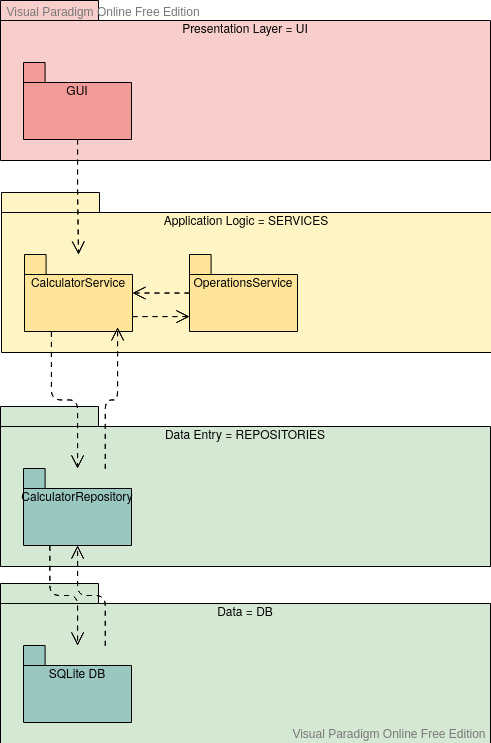 Visual Paradigm Online Free Edition
Presentation Layer = UI
GUI
Application Logic = SERVICES
CalculatorService
OperationsService
Data Entry = REPOSITORIES
CalculatorRepository
Data = DB
SQLite DB
Visual Paradigm Online Free Edition